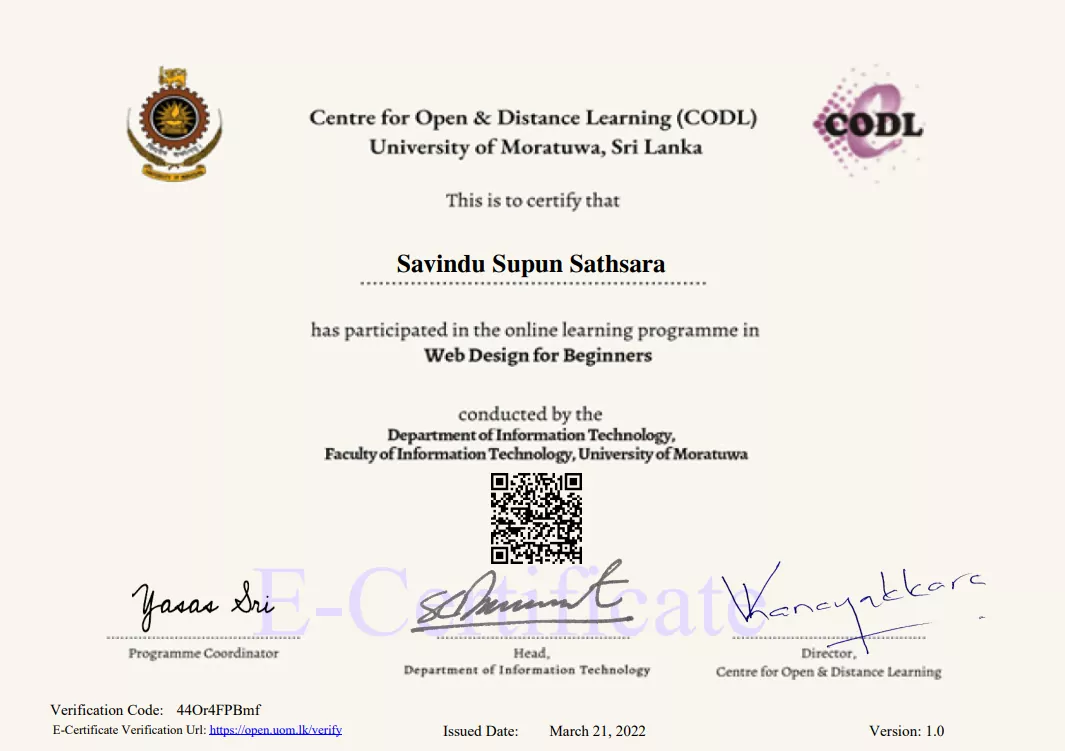 Centre for Open & Distance Learning (CODL)
University of Moratuwa, Sri Lanka
CODL
This is to certify that
Savindu Supun Sathsara
has participated in the online learning programme in
Web Design for Beginners
conducted by the
Department of Information Technology,
Faculty of Information Technology, University of Moratuwa
E-Certificate
Yasas Sri
Programme Coordinator
Head,
Department of Information Technology
Director,
Centre for Open & Distance Learning
Verification Code: 44Or4FPBmf
E-Certificate Verification Url: https://open.uom.lk/verify
Issued Date: March 21, 2022
Version: 1.0